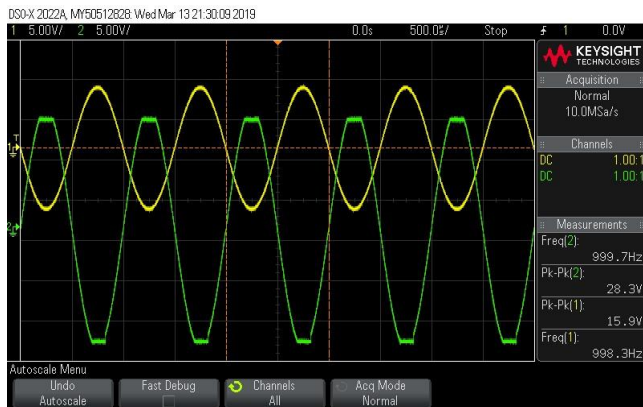 DSO-X 2022A, MY50512828: Wed Mar 13 21:30:09 2019
1 5.00V/ 2 5.00V/ 0.0s 500.0㎲/ Stop 1 0.0V
KEYSIGHT
TECHNOLOGIES
Acquisition
Normal
10.0MSa/s
Channels
DC 1.00:1
DC 1.00:1
Measurements
Freq(2):
999.7Hz
Pk-Pk(2):
28.3V
Pk-Pk(1):
15.9V
Freq(1):
998.3Hz
T
1
2
Autoscale Menu
Undo
Autoscale
Fast Debug
Channels
All
Acq Mode
Normal